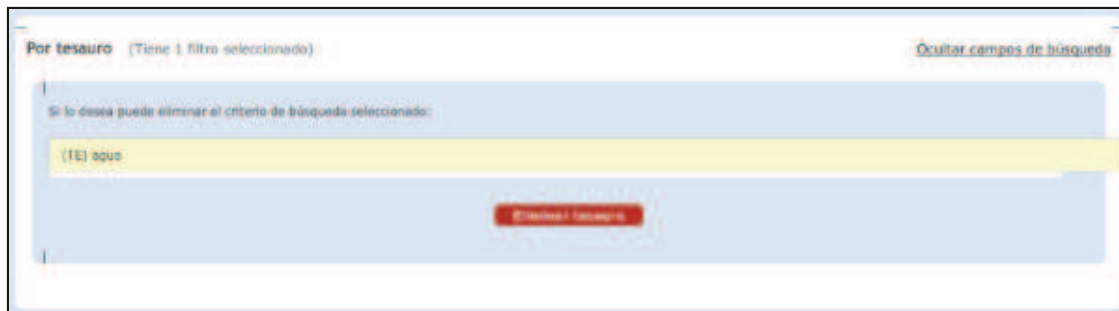 Por tesauro (Tiene 1 filtro seleccionado) Ocultar campos de búsqueda
Si lo desea puede eliminar el criterio de búsqueda seleccionado:
(TE) agua
Eliminar tesauro